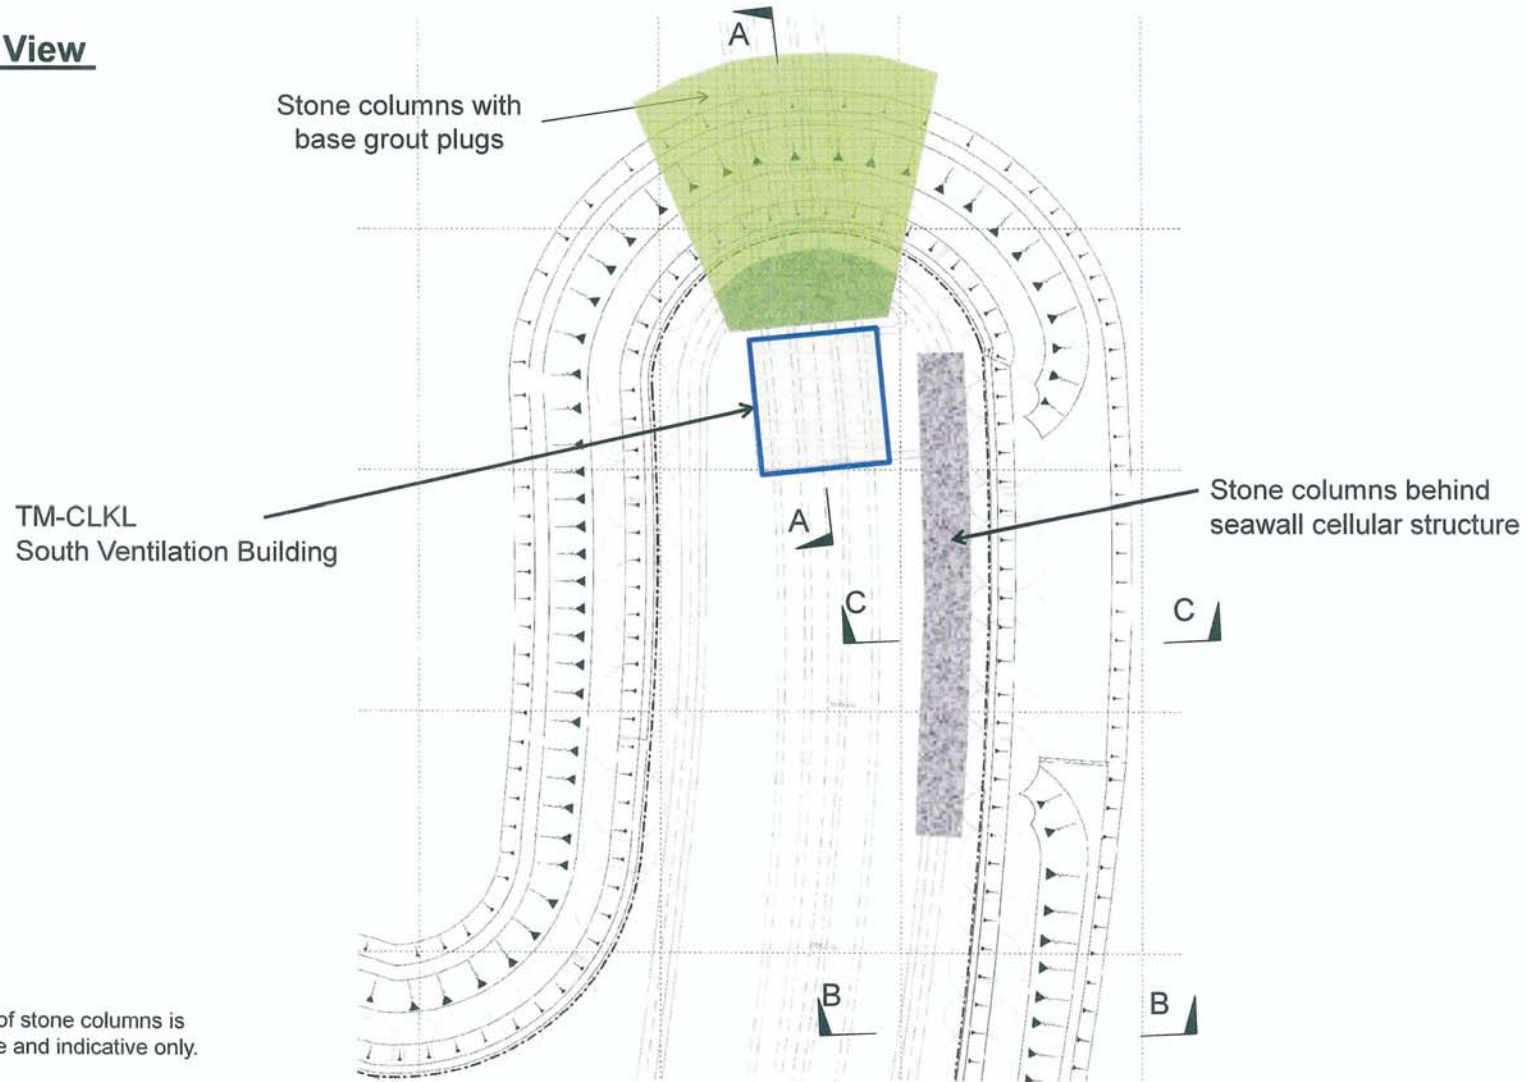 View
A
Stone columns with
base grout plugs
TM-CLKL
South Ventilation Building
A
Stone columns behind
seawall cellular structure
C
C
B
B
of stone columns is
and indicative only.